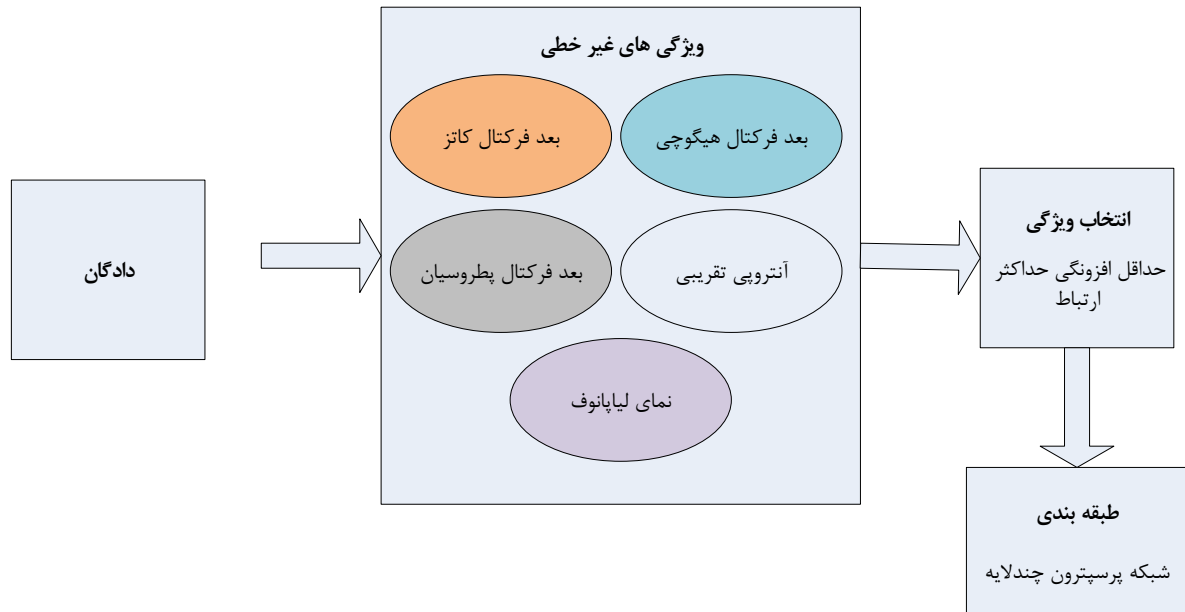 ویژگی های غیر خطی
بعد فرکتال هیگوچی
بعد فرکتال کاتز
آنتروپی تقریبی
بعد فرکتال پطروسیان
نمای لیاپانوف
دادگان
انتخاب ویژگی
حداقل افزونگی حداکثر
ارتباط
طبقه بندی
شبکه پرسپترون چندلایه